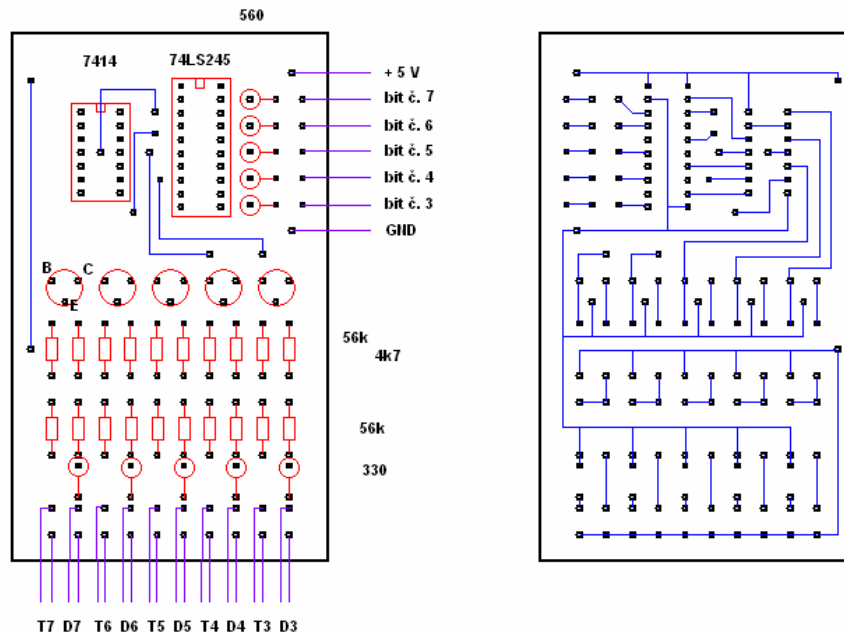 560
7414
74LS245
+ 5 V
bit č. 7
bit č. 6
bit č. 5
bit č. 4
bit č. 3
GND
B
C
E
56k
4k7
56k
330
T7 D7 T6 D6 T5 D5 T4 D4 T3 D3